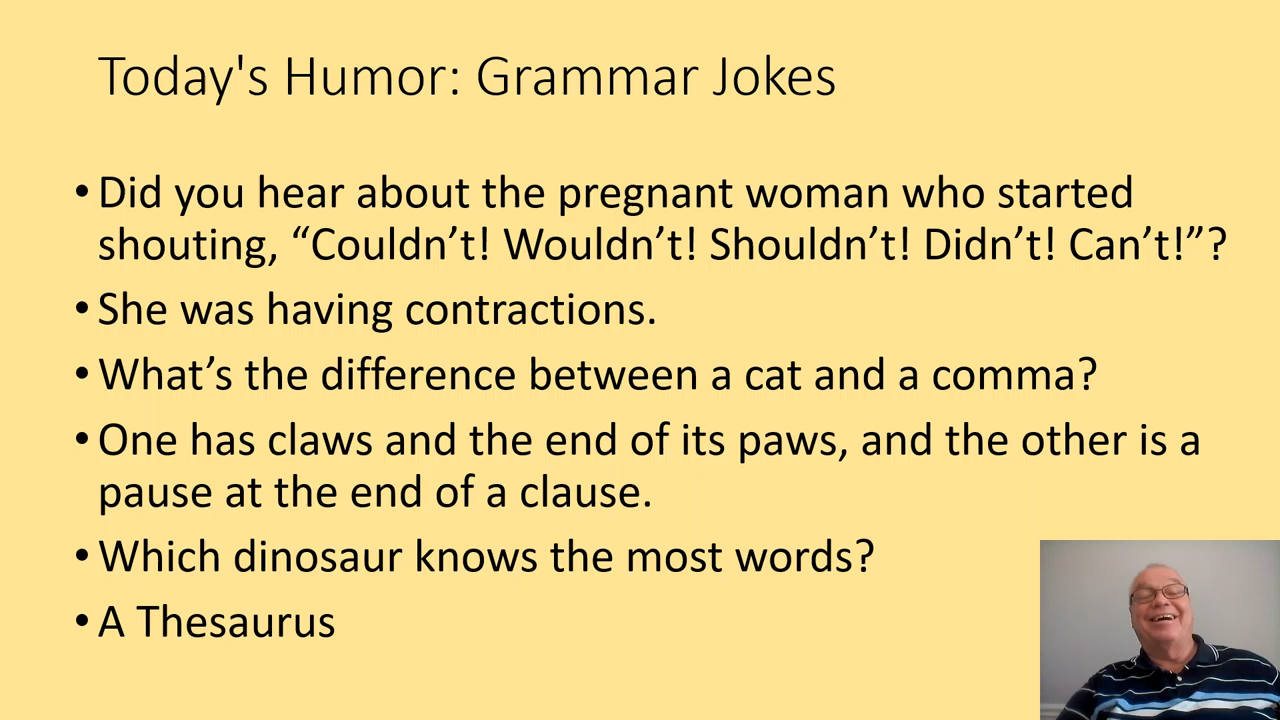 Today's Humor: Grammar Jokes
• Did you hear about the pregnant woman who started
shouting, “Couldn’t! Wouldn’t! Shouldn’t! Didn’t! Can’t!”?
• She was having contractions.
• What’s the difference between a cat and a comma?
• One has claws and the end of its paws, and the other is a
pause at the end of a clause.
• Which dinosaur knows the most words?
• A Thesaurus